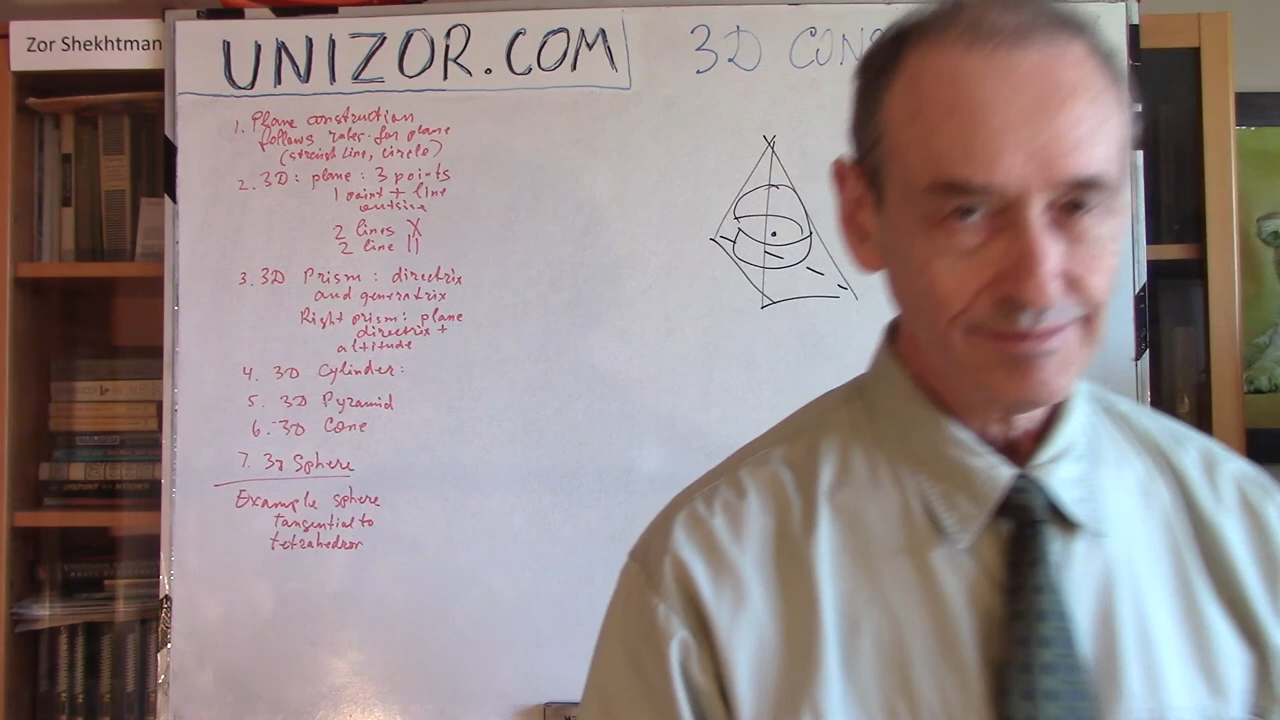 Zor Shekhtman
UNIZOR.COM
3D CONS
1. Plane construction
follows rules for plane
(straight line, circle)
2. 3D: plane: 3 points
1 point + line
outside
2 lines X
2 line ||
3. 3D Prism: directrix
and generatrix
Right prism: plane
directrix +
altitude
4. 3D Cylinder:
5. 3D Pyramid
6. 3D Cone
7. 3D Sphere
Example sphere
tangential to
tetrahedron